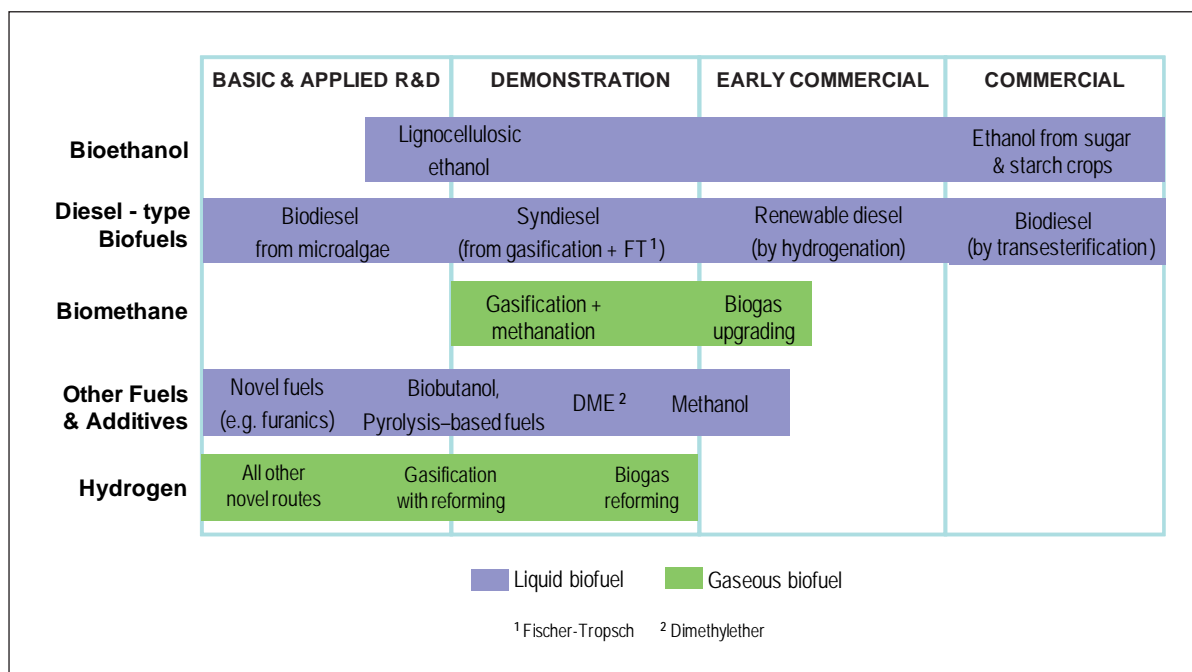 BASIC & APPLIED R&D DEMONSTRATION EARLY COMMERCIAL COMMERCIAL
Bioethanol
Lignocellulosic
ethanol
Ethanol from sugar
& starch crops
Diesel - type
Biofuels
Biodiesel
from microalgae
Syndiesel
(from gasification + FT¹)
Renewable diesel
(by hydrogenation)
Biodiesel
(by transesterification)
Biomethane
Gasification +
methanation
Biogas
upgrading
Other Fuels
& Additives
Novel fuels
(e.g. furanics)
Biobutanol,
Pyrolysis–based fuels
DME ²
Methanol
Hydrogen
All other
novel routes
Gasification
with reforming
Biogas
reforming
Liquid biofuel Gaseous biofuel
¹ Fischer-Tropsch ² Dimethylether